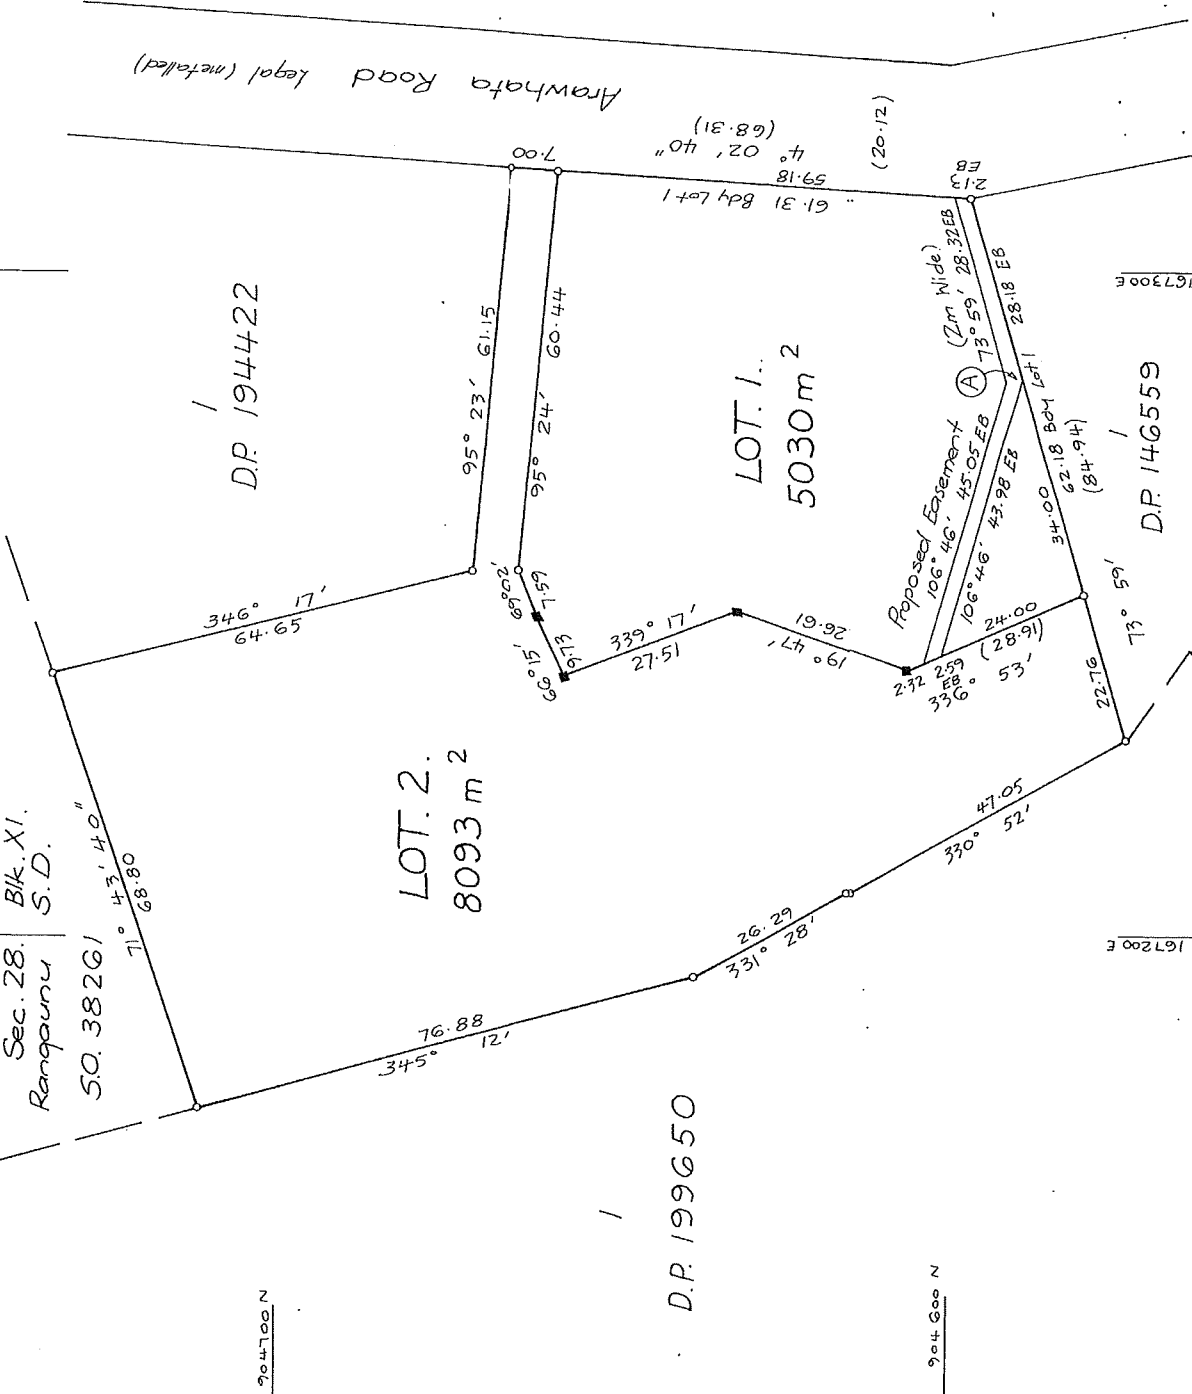 Arawhata Road Legal (metalled)
(20·12)
7·00
4° 02' 40"
(68·31)
59·18
61·31 Bdy Lot 1
2·13
EB
1
D.P. 194422
95° 23' 61·15
95° 24' 60·44
346° 17'
64·65
LOT. 1.
5030m²
Proposed Easement (2m Wide)
73° 59' 28·32EB
28·18 EB
A
106° 46' 45·05 EB
106° 46' 43·98 EB
34·00
62·18 Bdy Lot 1
(84·94)
167300E
1
D.P. 146559
69°02' 7·59
66°15' 9·73
339° 17'
27·51
26·61
19° 47'
24·00
(28·91)
2·32 2·59
EB
336° 53'
73° 59'
22·76
Sec. 28. Blk. XI.
Rangaunu S.D.
S.O. 38261
71° 43' 40"
68·80
LOT. 2.
8093m²
47·05
330° 52'
26·29
331° 28'
76·88
345° 12'
167200E
1
D.P. 199650
904700 N
904600 N